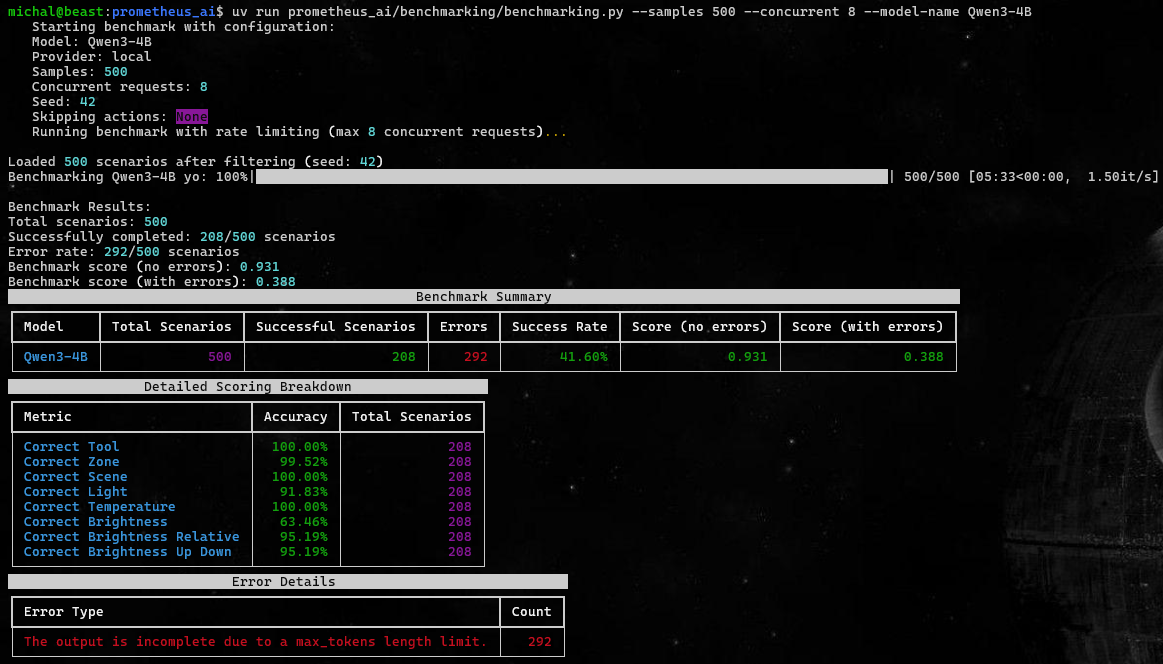 michal@beast:prometheus_ai$ uv run prometheus_ai/benchmarking/benchmarking.py --samples 500 --concurrent 8 --model-name Qwen3-4B
Starting benchmark with configuration:
Model: Qwen3-4B
Provider: local
Samples: 500
Concurrent requests: 8
Seed: 42
Skipping actions: None
Running benchmark with rate limiting (max 8 concurrent requests)...
Loaded 500 scenarios after filtering (seed: 42)
Benchmarking Qwen3-4B yo: 100%| | 500/500 [05:33<00:00,  1.50it/s]
Benchmark Results:
Total scenarios: 500
Successfully completed: 208/500 scenarios
Error rate: 292/500 scenarios
Benchmark score (no errors): 0.931
Benchmark score (with errors): 0.388
Benchmark Summary
Model Total Scenarios Successful Scenarios Errors Success Rate Score (no errors) Score (with errors)
Qwen3-4B 500 208 292 41.60% 0.931 0.388
Detailed Scoring Breakdown
Metric Accuracy Total Scenarios
Correct Tool 100.00% 208
Correct Zone 99.52% 208
Correct Scene 100.00% 208
Correct Light 91.83% 208
Correct Temperature 100.00% 208
Correct Brightness 63.46% 208
Correct Brightness Relative 95.19% 208
Correct Brightness Up Down 95.19% 208
Error Details
Error Type Count
The output is incomplete due to a max_tokens length limit. 292